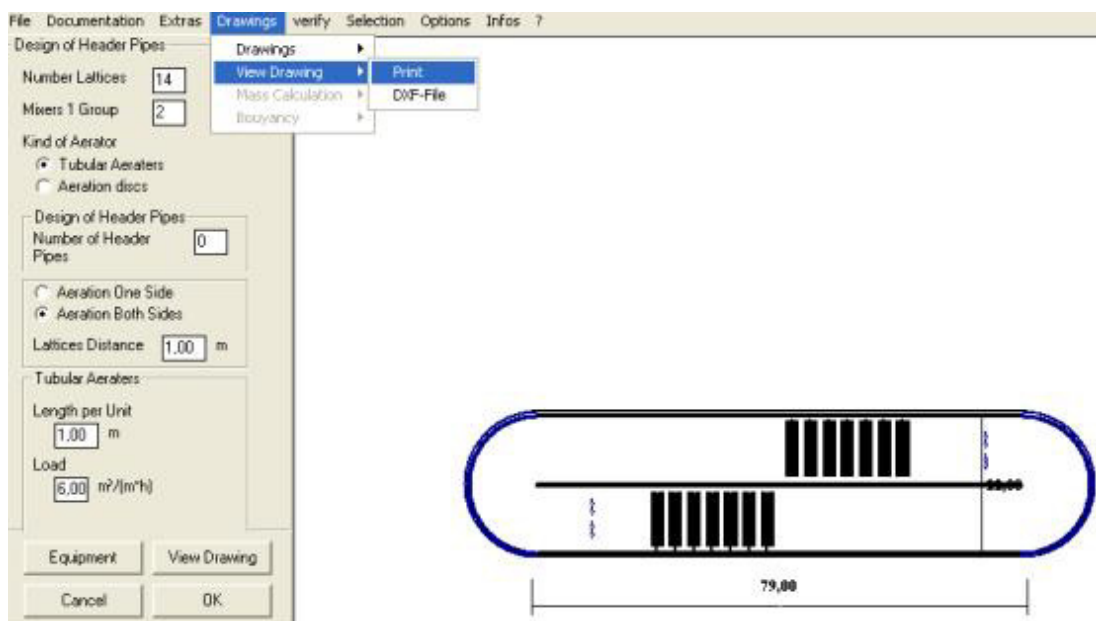 File Documentation Extras Drawings verify Selection Options Infos ?
Design of Header Pipes
Drawings
View Drawing
Mass Calculation
Bouyancy
Print
DXF-File
Number Lattices 14
Mixers 1 Group 2
Kind of Aerator
Tubular Aeraters
Aeration discs
Design of Header Pipes
Number of Header
Pipes
0
Aeration One Side
Aeration Both Sides
Lattices Distance 1,00 m
Tubular Aeraters
Length per Unit
1,00 m
Load
6,00 m³/(m*h)
Equipment View Drawing
Cancel OK
79,00